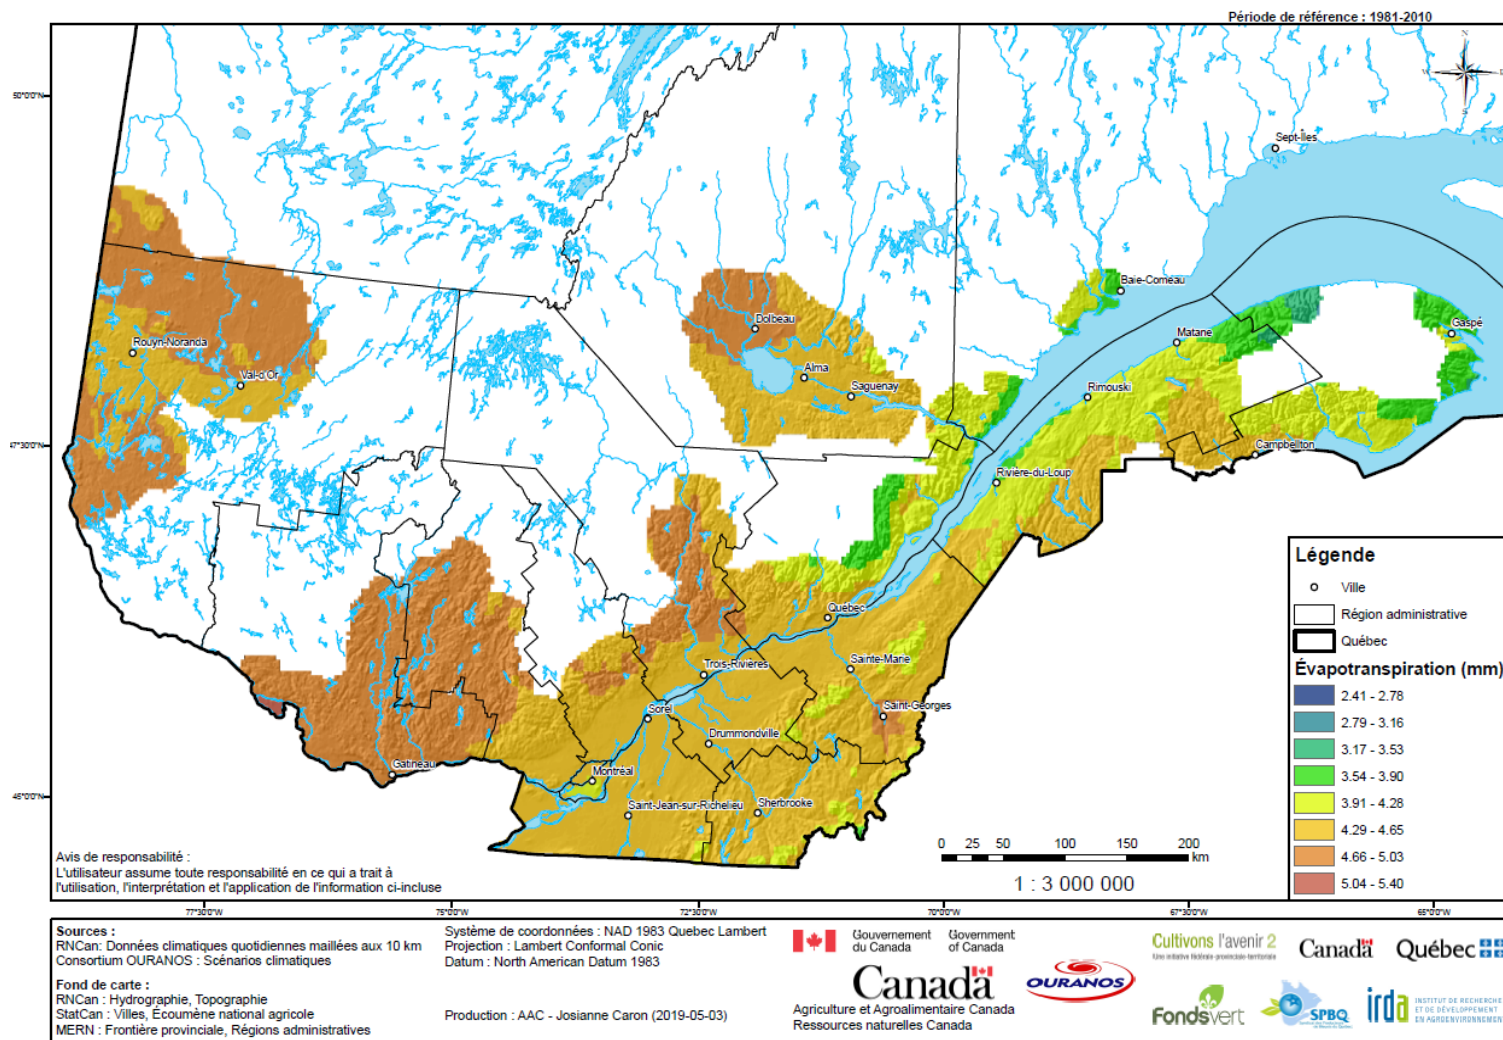 Période de référence : 1981-2010
N
W
S
50°0'0"N
Sept-Îles
Baie-Comeau
Dolbeau
Matane
Gaspé
Rouyn-Noranda
Alma
Val-d'Or
Saguenay
Rimouski
47°30'0"N
Campbellton
Rivière-du-Loup
Québec
Trois-Rivières
Sainte-Marie
Sorel
Saint-Georges
Drummondville
Gatineau
Montréal
45°0'0"N
Saint-Jean-sur-Richelieu
Sherbrooke
Légende
Ville
Région administrative
Québec
Évapotranspiration (mm)
2.41 - 2.78
2.79 - 3.16
3.17 - 3.53
3.54 - 3.90
3.91 - 4.28
4.29 - 4.65
4.66 - 5.03
5.04 - 5.40
0 25 50 100 150 200
km
1 : 3 000 000
Avis de responsabilité :
L'utilisateur assume toute responsabilité en ce qui a trait à
l'utilisation, l'interprétation et l'application de l'information ci-incluse
77°30'0"W 75°0'0"W 72°30'0"W 70°0'0"W 67°30'0"W 65°0'0"W
Sources :
RNCan: Données climatiques quotidiennes maillées aux 10 km
Consortium OURANOS : Scénarios climatiques
Fond de carte :
RNCan : Hydrographie, Topographie
StatCan : Villes, Écoumène national agricole
MERN : Frontière provinciale, Régions administratives
Système de coordonnées : NAD 1983 Quebec Lambert
Projection : Lambert Conformal Conic
Datum : North American Datum 1983
Production : AAC - Josianne Caron (2019-05-03)
Gouvernement du Canada
Government of Canada
Canada
Agriculture et Agroalimentaire Canada
Ressources naturelles Canada
OURANOS
Cultivons l'avenir 2
Une initiative fédérale-provinciale-territoriale
Canada
Québec
Fondsvert
SPBQ
irda
INSTITUT DE RECHERCHE
ET DE DÉVELOPPEMENT
EN AGROENVIRONNEMENT